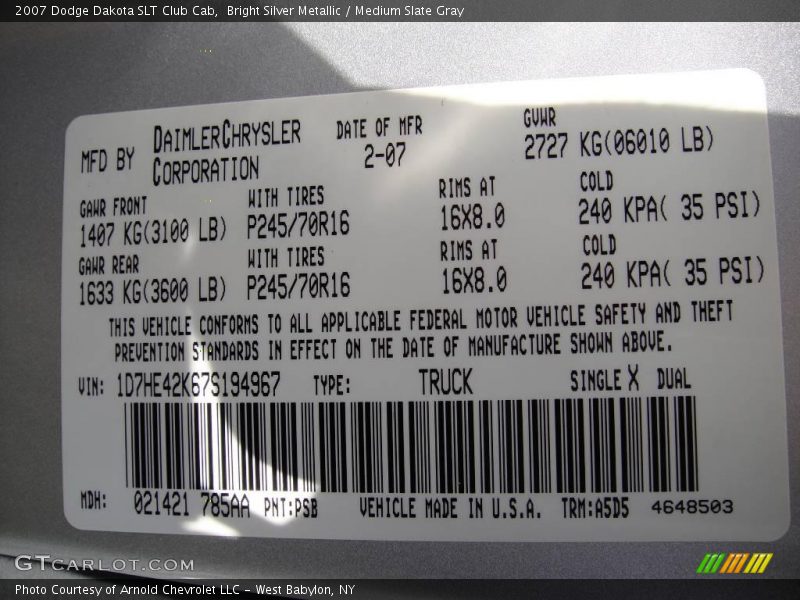 2007 Dodge Dakota SLT Club Cab, Bright Silver Metallic / Medium Slate Gray
MFD BY DAIMLERCHRYSLER CORPORATION
DATE OF MFR 2-07
GVWR 2727 KG(06010 LB)
GAWR FRONT WITH TIRES RIMS AT COLD
1407 KG(3100 LB) P245/70R16 16X8.0 240 KPA( 35 PSI)
GAWR REAR WITH TIRES RIMS AT COLD
1633 KG(3600 LB) P245/70R16 16X8.0 240 KPA( 35 PSI)
THIS VEHICLE CONFORMS TO ALL APPLICABLE FEDERAL MOTOR VEHICLE SAFETY AND THEFT
PREVENTION STANDARDS IN EFFECT ON THE DATE OF MANUFACTURE SHOWN ABOVE.
VIN: 1D7HE42K67S194967 TYPE: TRUCK SINGLE X DUAL
MDH: 021421 785AA PNT:PSB VEHICLE MADE IN U.S.A. TRM:A5D5 4648503
GTCARLOT.COM
Photo Courtesy of Arnold Chevrolet LLC - West Babylon, NY